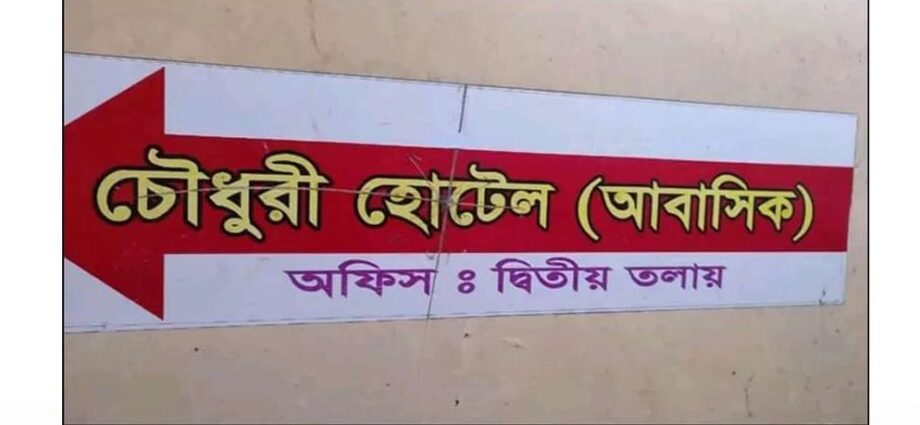 চৌধুরী হোটেল (আবাসিক)
অফিস ঃ দ্বিতীয় তলায়